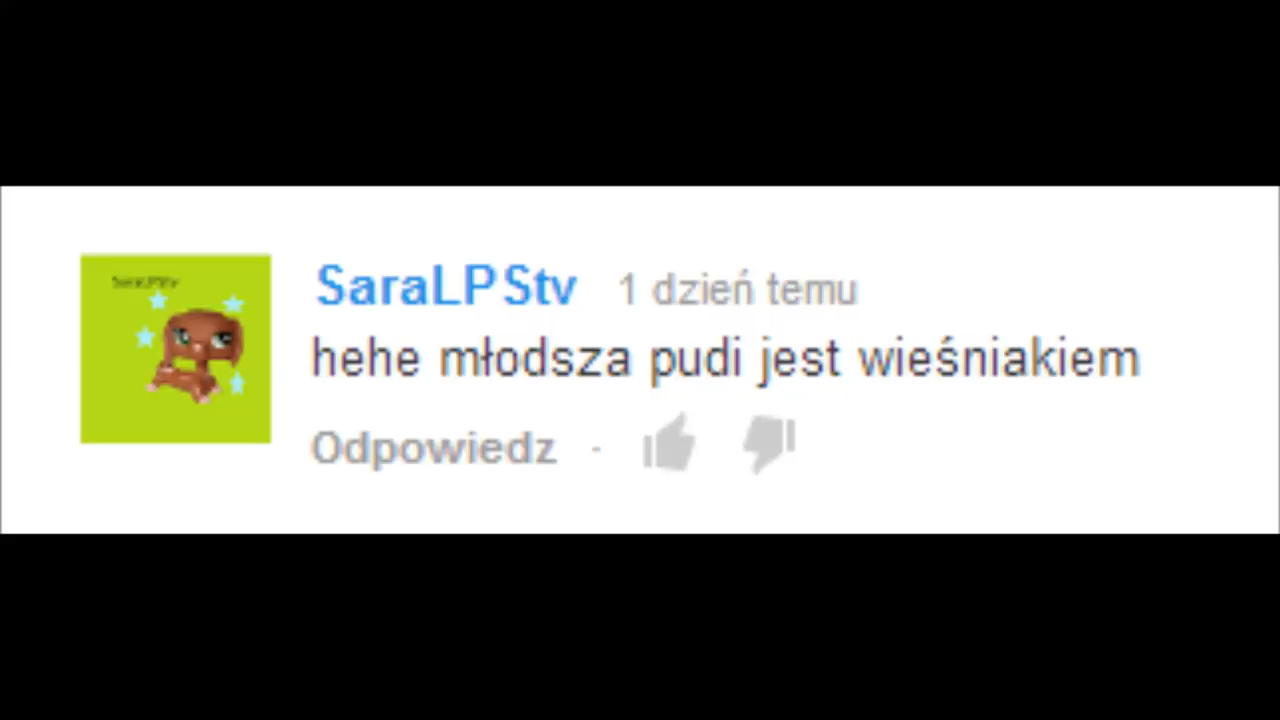 SaraLPStv 1 dzień temu
hehe młodsza pudi jest wieśniakiem
Odpowiedz ·